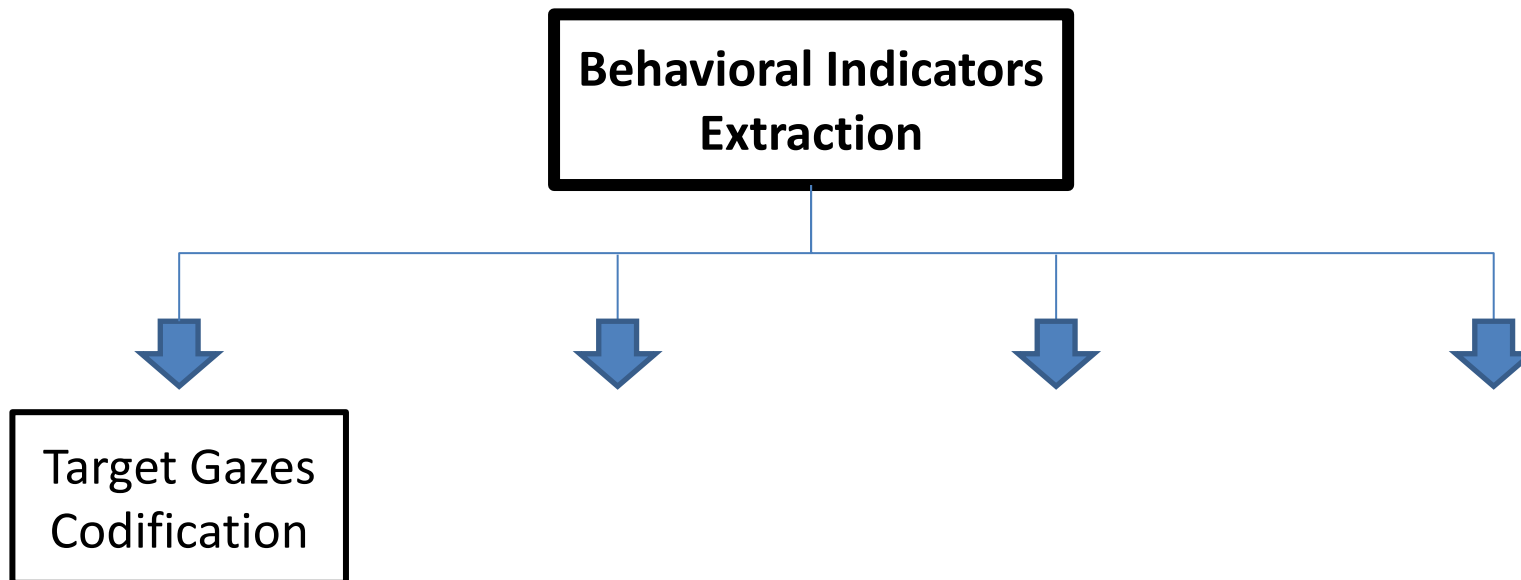 Behavioral Indicators
Extraction
Target Gazes
Codification